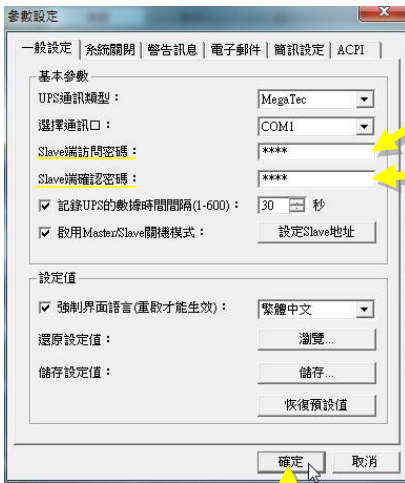 參數設定
一般設定 系統關閉 警告訊息 電子郵件 簡訊設定 ACPI
基本參數
UPS通訊類型： MegaTec
選擇通訊口： COM1
Slave端訪問密碼： ****
Slave端確認密碼： ****
記錄UPS的數據時間間隔(1-600)： 30 秒
啟用Master/Slave關機模式： 設定Slave地址
設定值
強制界面語言(重啟才能生效)： 繁體中文
還原設定值： 瀏覽...
儲存設定值： 儲存...
恢復預設值
確定 取消